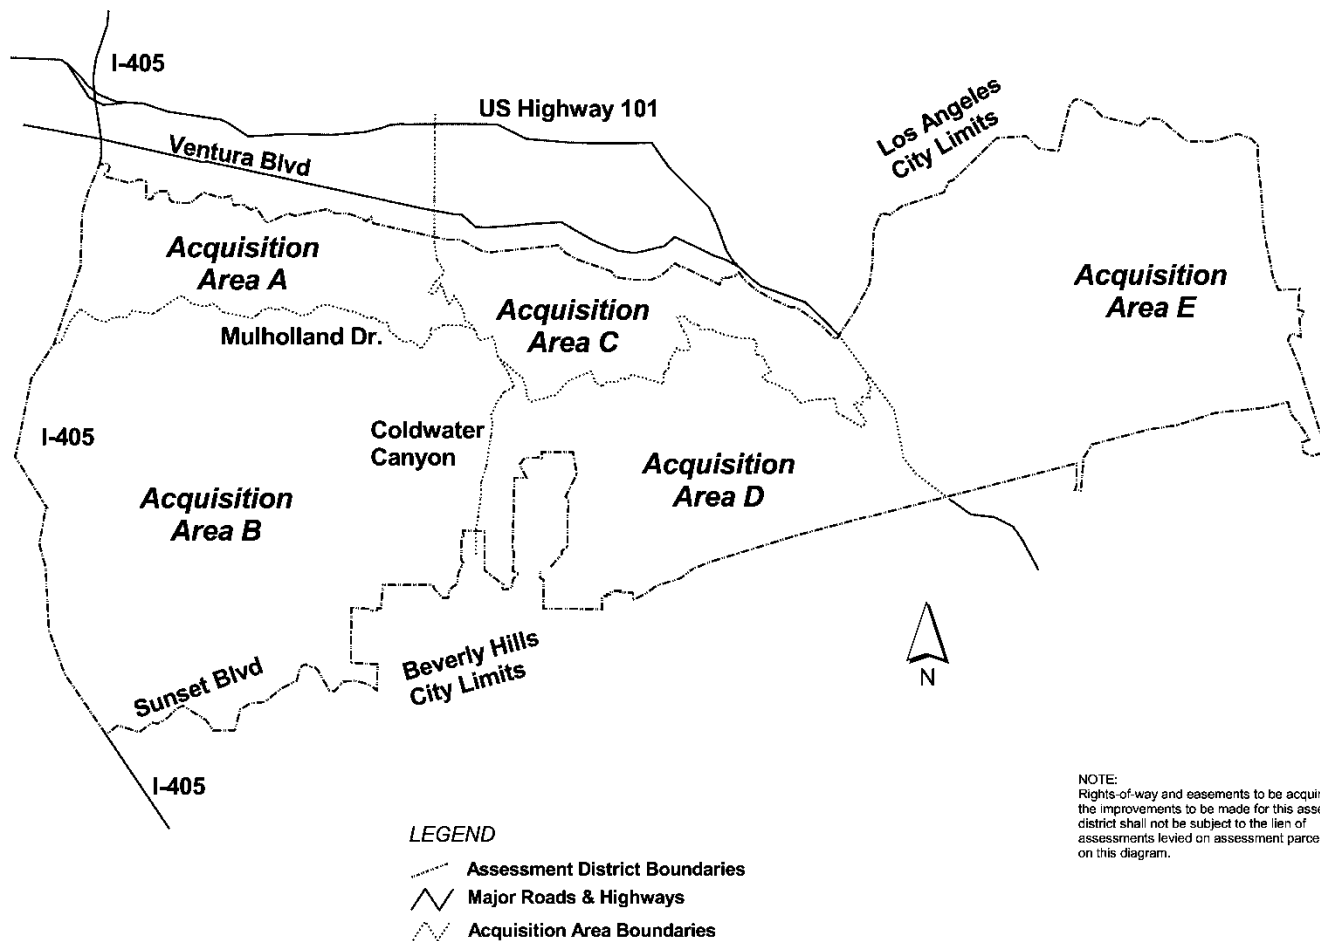 I-405
US Highway 101
Los Angeles
City Limits
Ventura Blvd
Acquisition
Area A
Acquisition
Area E
Acquisition
Area C
Mulholland Dr.
I-405
Coldwater
Canyon
Acquisition
Area D
Acquisition
Area B
Beverly Hills
City Limits
Sunset Blvd
N
I-405
NOTE:
Rights-of-way and easements to be
the improvements to be made for this
district shall not be subject to the lien of
assessments levied on assessment
on this diagram.
LEGEND
Assessment District Boundaries
Major Roads & Highways
Acquisition Area Boundaries